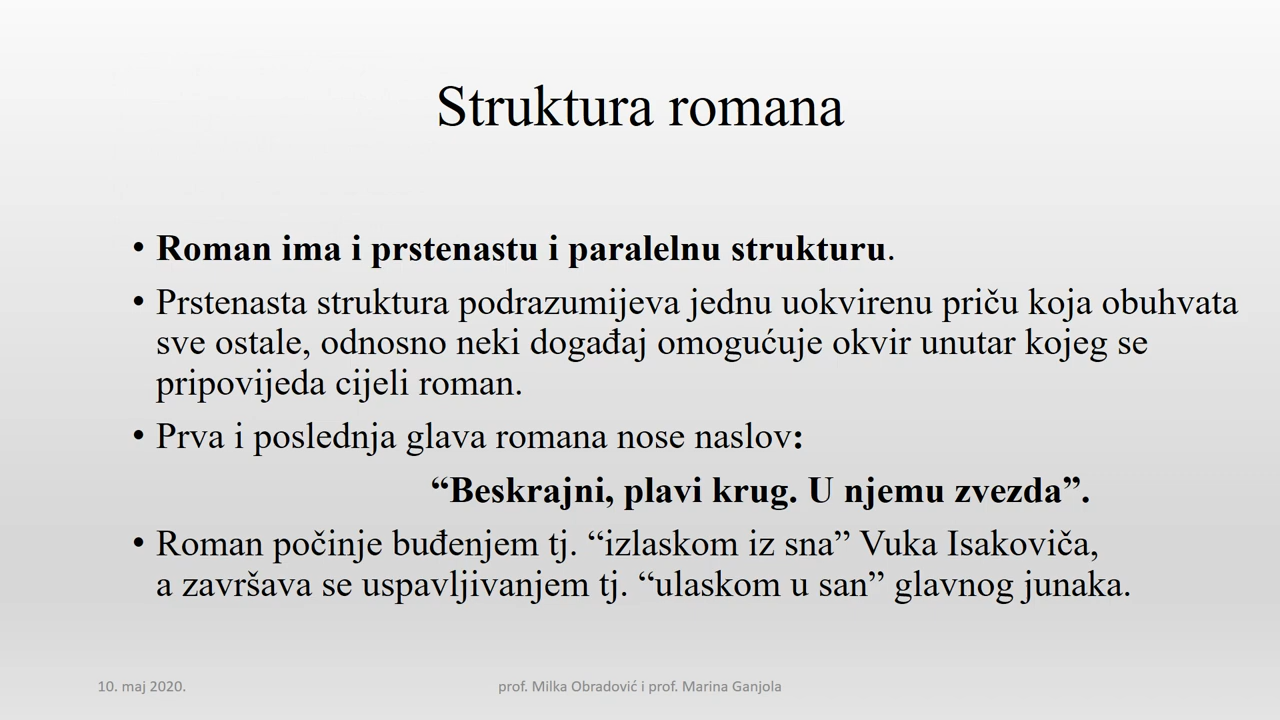 Struktura romana
• Roman ima i prstenastu i paralelnu strukturu.
• Prstenasta struktura podrazumijeva jednu uokvirenu priču koja obuhvata
sve ostale, odnosno neki događaj omogućuje okvir unutar kojeg se
pripovijeda cijeli roman.
• Prva i poslednja glava romana nose naslov:
“Beskrajni, plavi krug. U njemu zvezda”.
• Roman počinje buđenjem tj. “izlaskom iz sna” Vuka Isakoviča,
a završava se uspavljivanjem tj. “ulaskom u san” glavnog junaka.
10. maj 2020.
prof. Milka Obradović i prof. Marina Ganjola